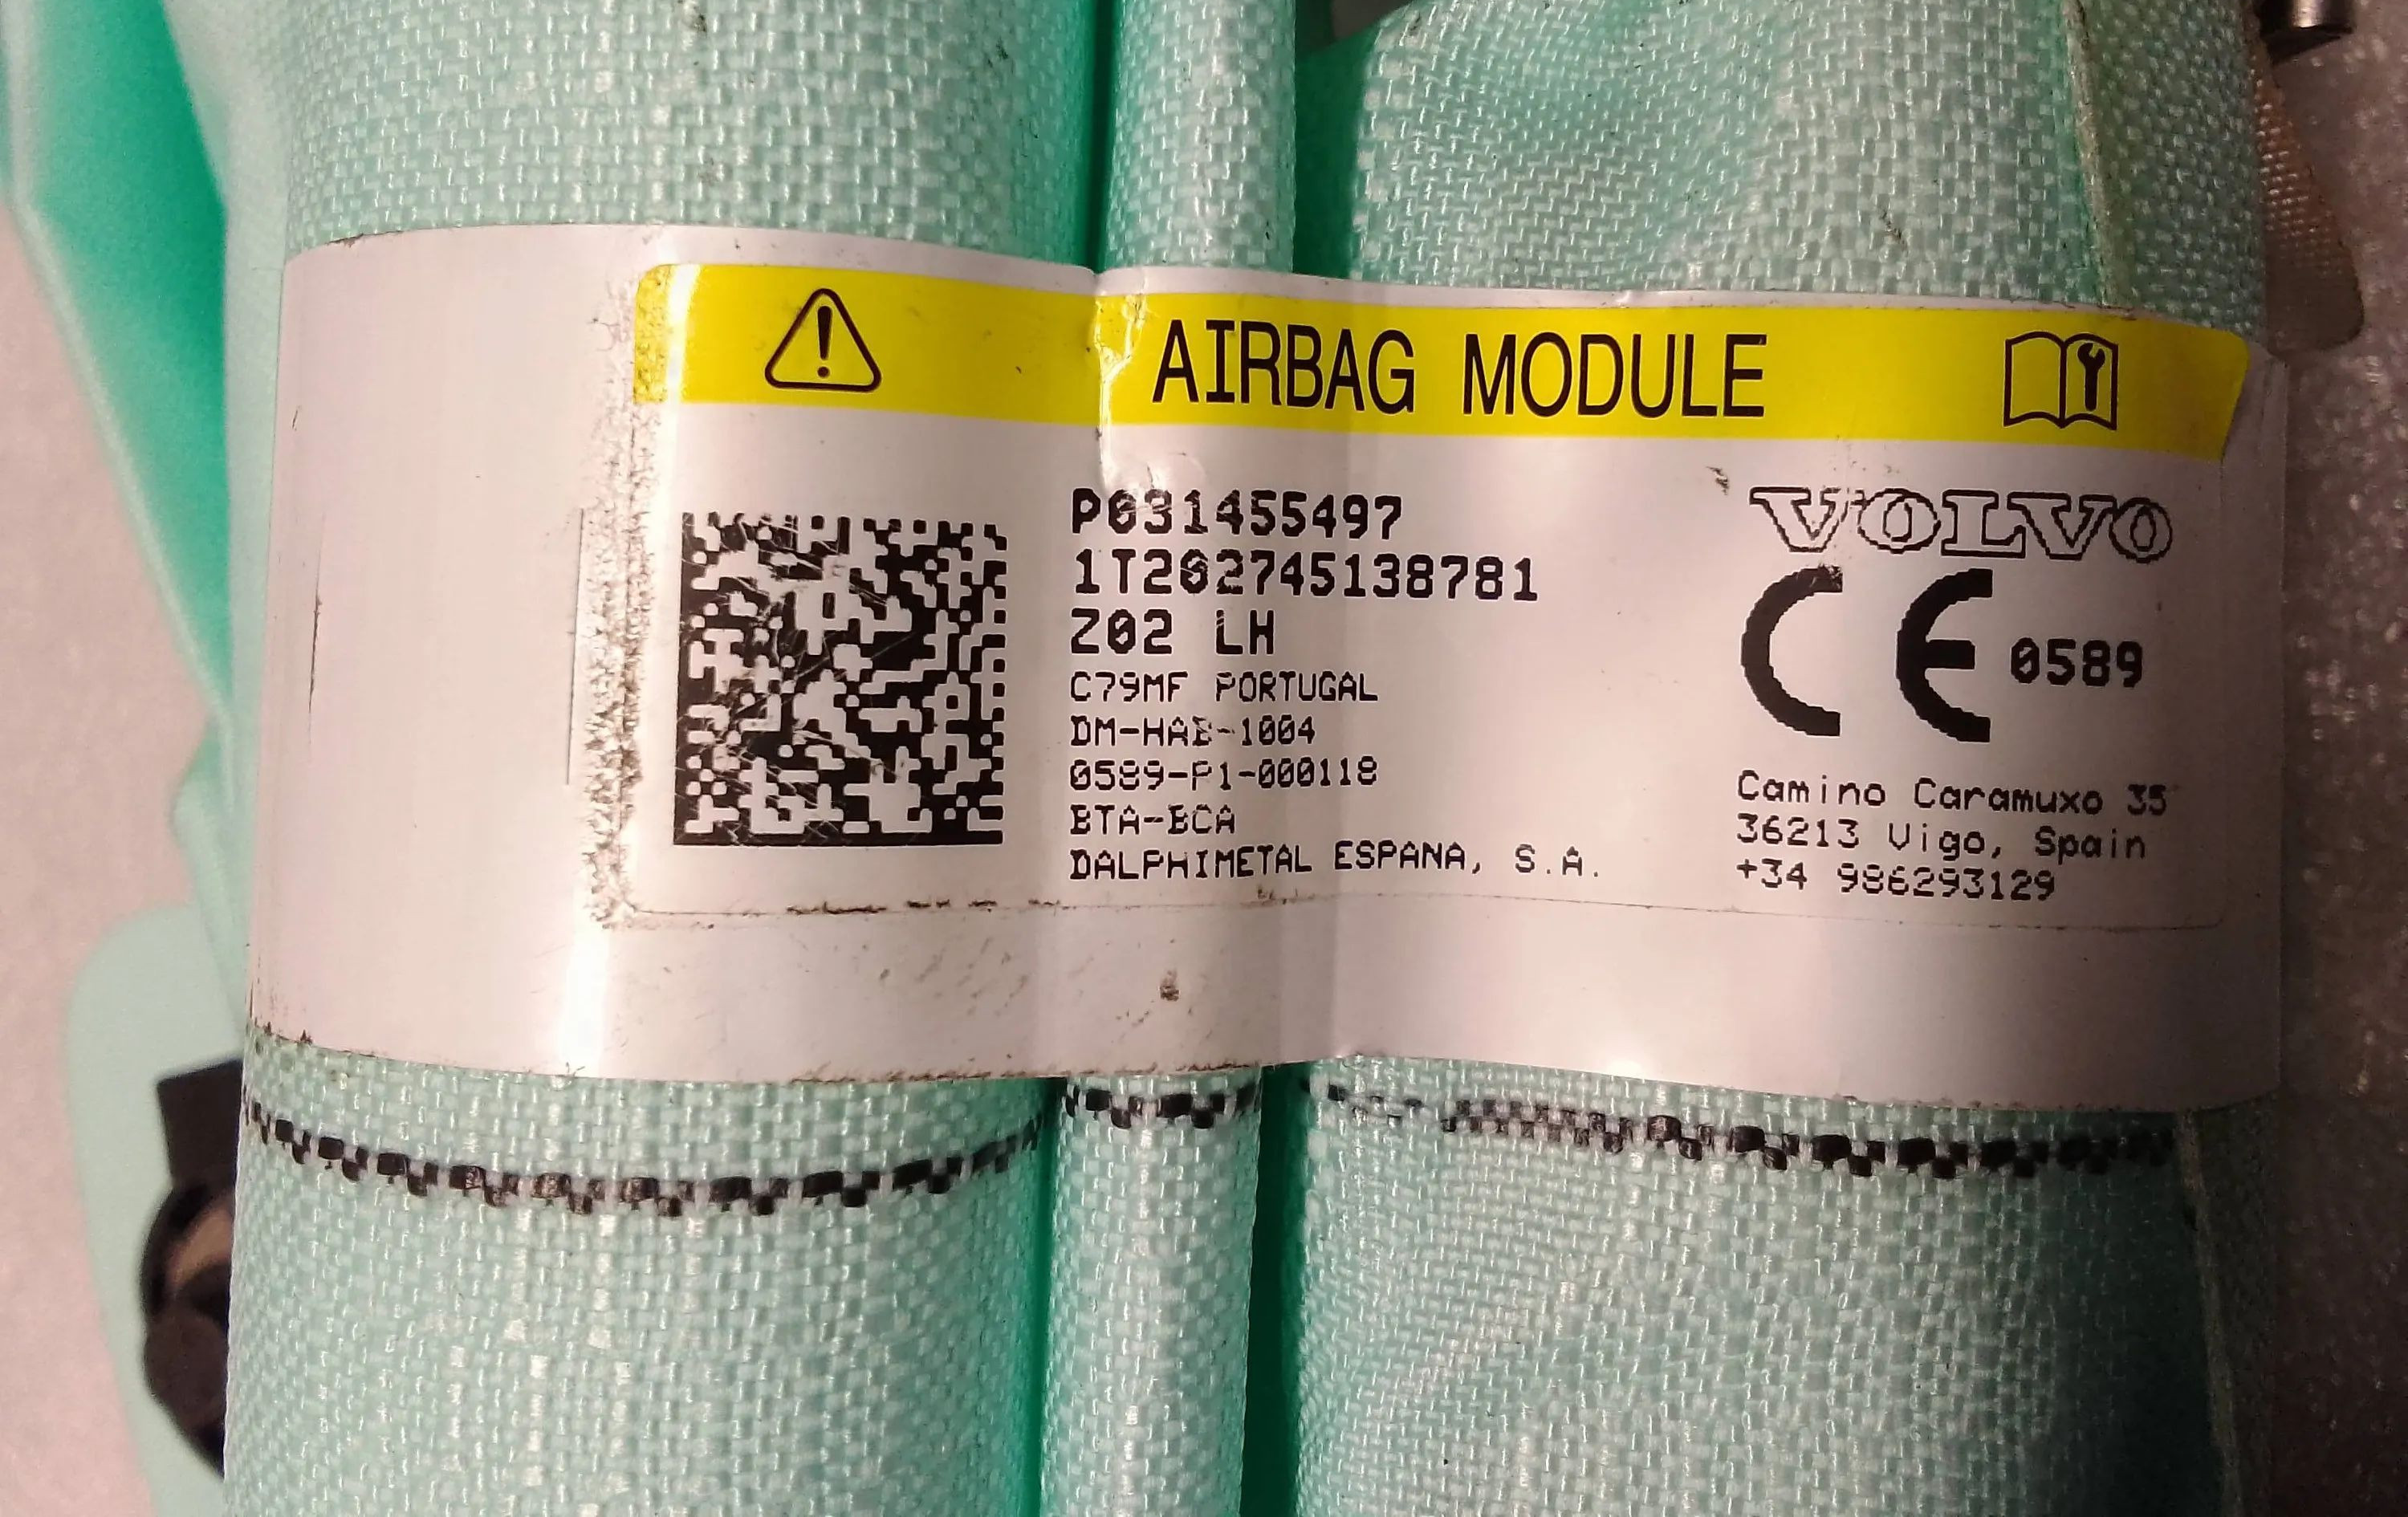 AIRBAG MODULE
P031455497
1T202745138781
Z02 LH
C79MF PORTUGAL
DM-HAB-1004
0589-P1-000118
BTA-BCA
DALPHIMETAL ESPANA, S.A.
VOLVO
CE 0589
Camino Caramuxo 35
36213 Vigo, Spain
+34 986293129